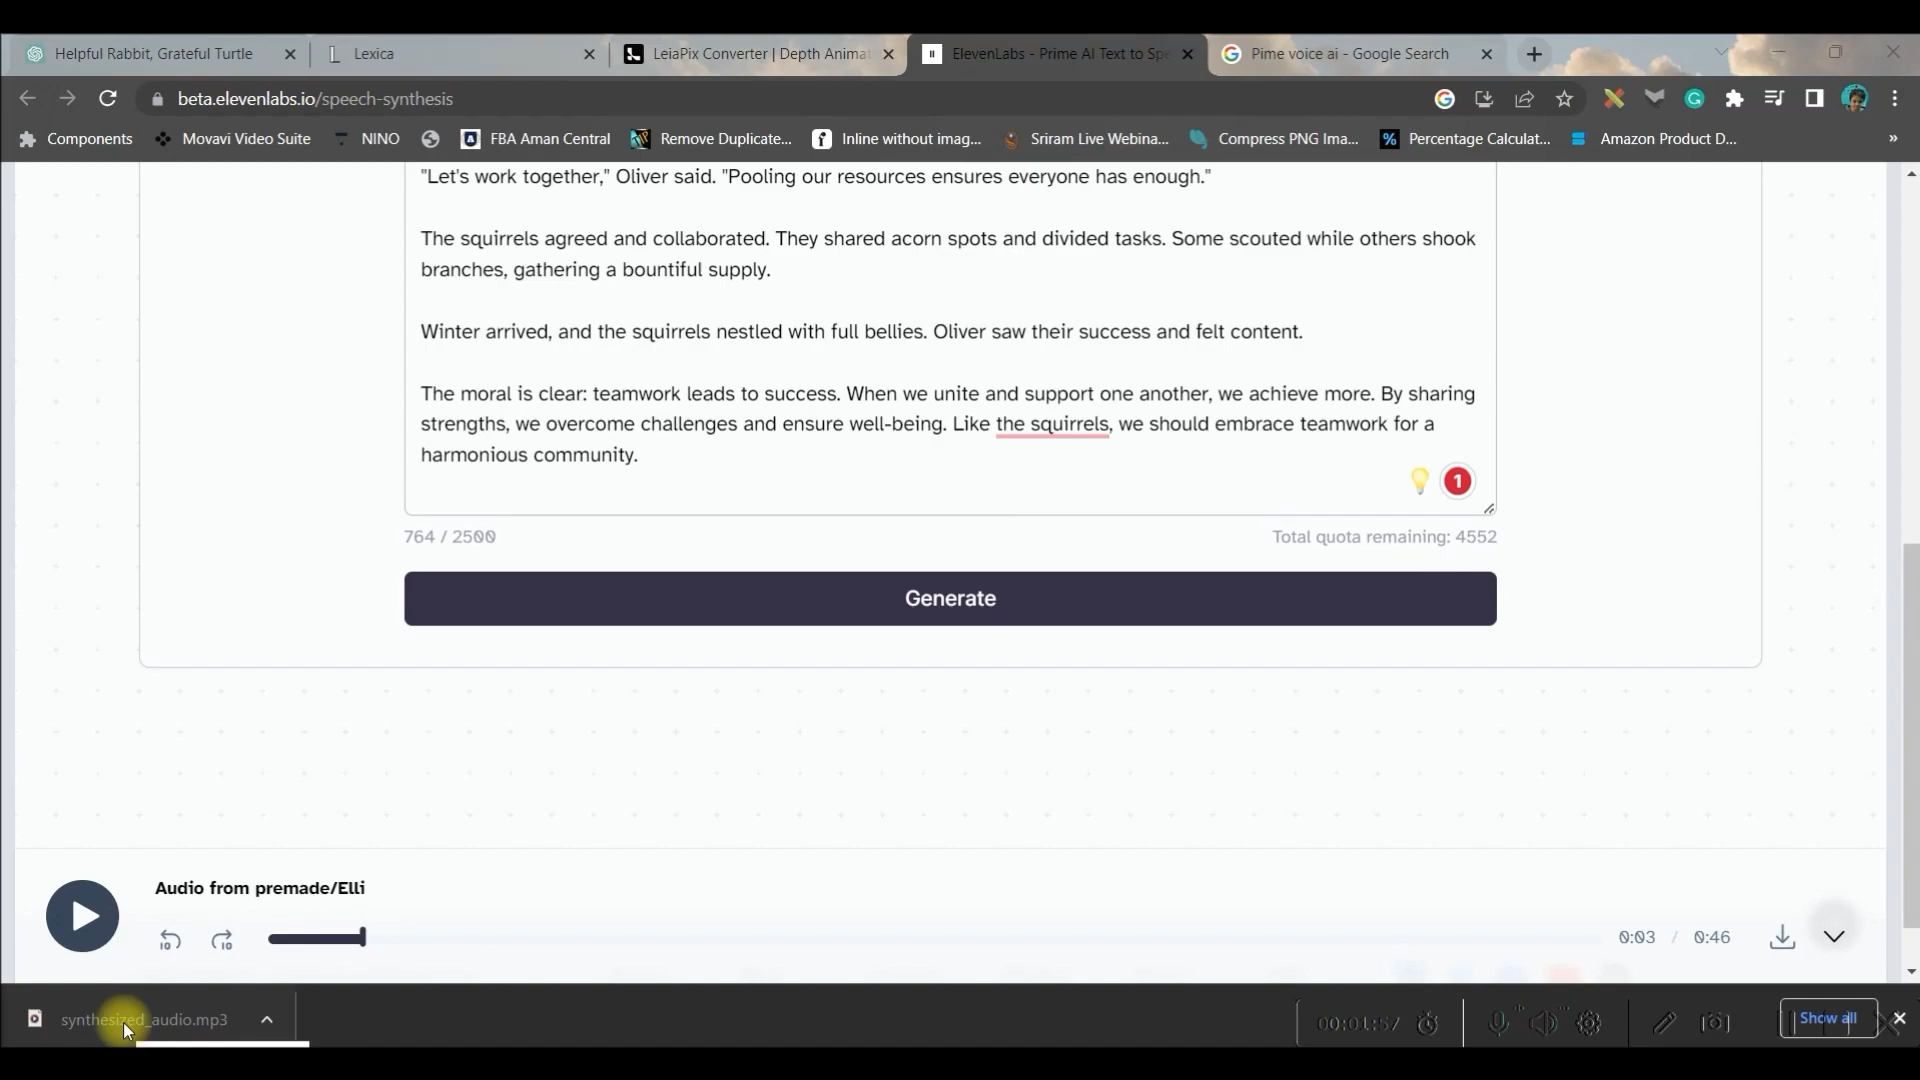 Helpful Rabbit, Grateful Turtle
Lexica
LeiaPix Converter | Depth Animat
ElevenLabs - Prime AI Text to Spe
Pime voice ai - Google Search
beta.elevenlabs.io/speech-synthesis
Components
Movavi Video Suite
NINO
FBA Aman Central
Remove Duplicate...
Inline without imag...
Sriram Live Webina...
Compress PNG Ima...
Percentage Calculat...
Amazon Product D...
"Let's work together," Oliver said. "Pooling our resources ensures everyone has enough."
The squirrels agreed and collaborated. They shared acorn spots and divided tasks. Some scouted while others shook
branches, gathering a bountiful supply.
Winter arrived, and the squirrels nestled with full bellies. Oliver saw their success and felt content.
The moral is clear: teamwork leads to success. When we unite and support one another, we achieve more. By sharing
strengths, we overcome challenges and ensure well-being. Like the squirrels, we should embrace teamwork for a
harmonious community.
1
764 / 2500
Total quota remaining: 4552
Generate
Audio from premade/Elli
10
10
0:03 / 0:46
synthesized_audio.mp3
00:01:57
Show all